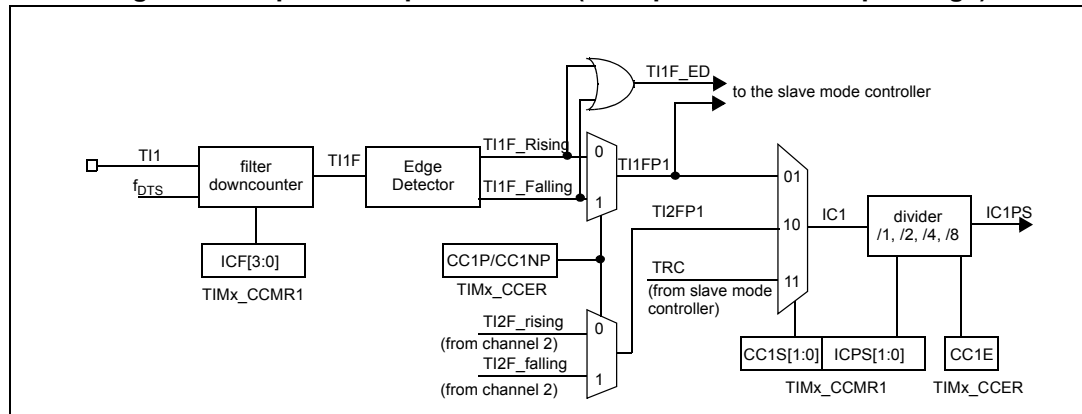 TI1F_ED
to the slave mode controller
TI1
f_DTS
filter
downcounter
TI1F
Edge
Detector
TI1F_Rising
TI1F_Falling
0
1
TI1FP1
TI2FP1
01
10
11
IC1
divider
/1, /2, /4, /8
IC1PS
ICF[3:0]
TIMx_CCMR1
CC1P/CC1NP
TIMx_CCER
TRC
(from slave mode
controller)
TI2F_rising
(from channel 2)
TI2F_falling
(from channel 2)
0
1
CC1S[1:0]
ICPS[1:0]
CC1E
TIMx_CCMR1
TIMx_CCER